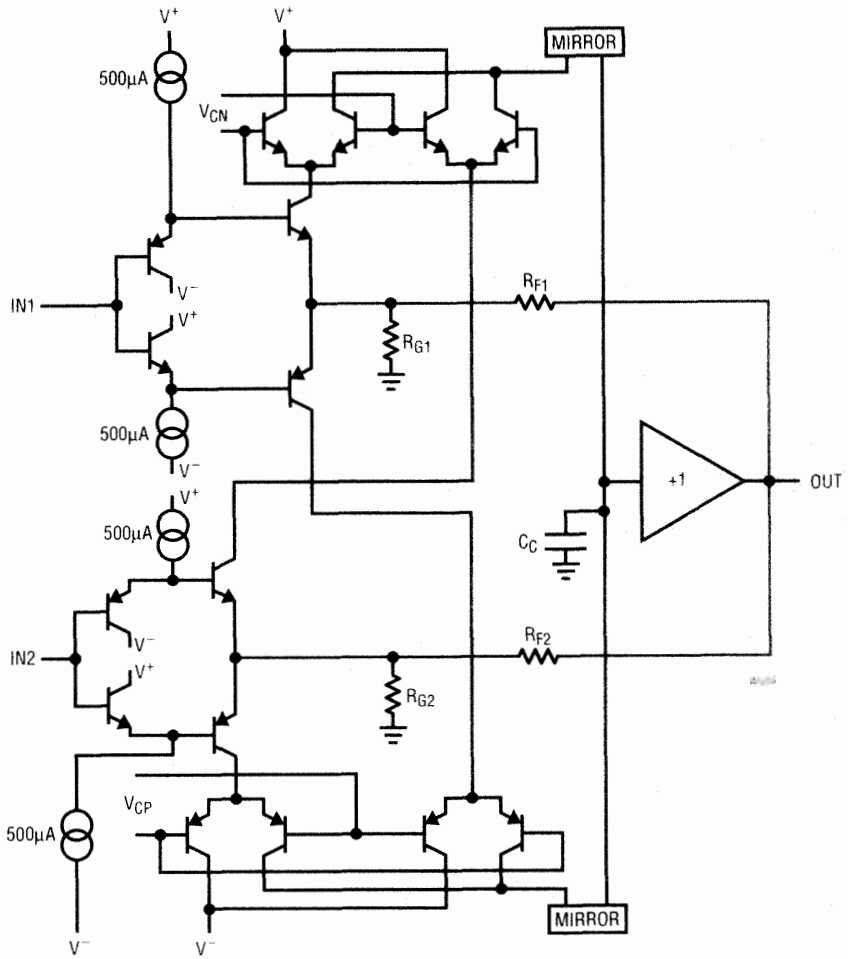 V+
V+
MIRROR
500µA
VCN
IN1
V−
V+
RF1
RG1
500µA
V−
V+
500µA
+1
OUT
CC
V−
IN2
V+
RF2
RG2
VCP
500µA
MIRROR
V−
V−